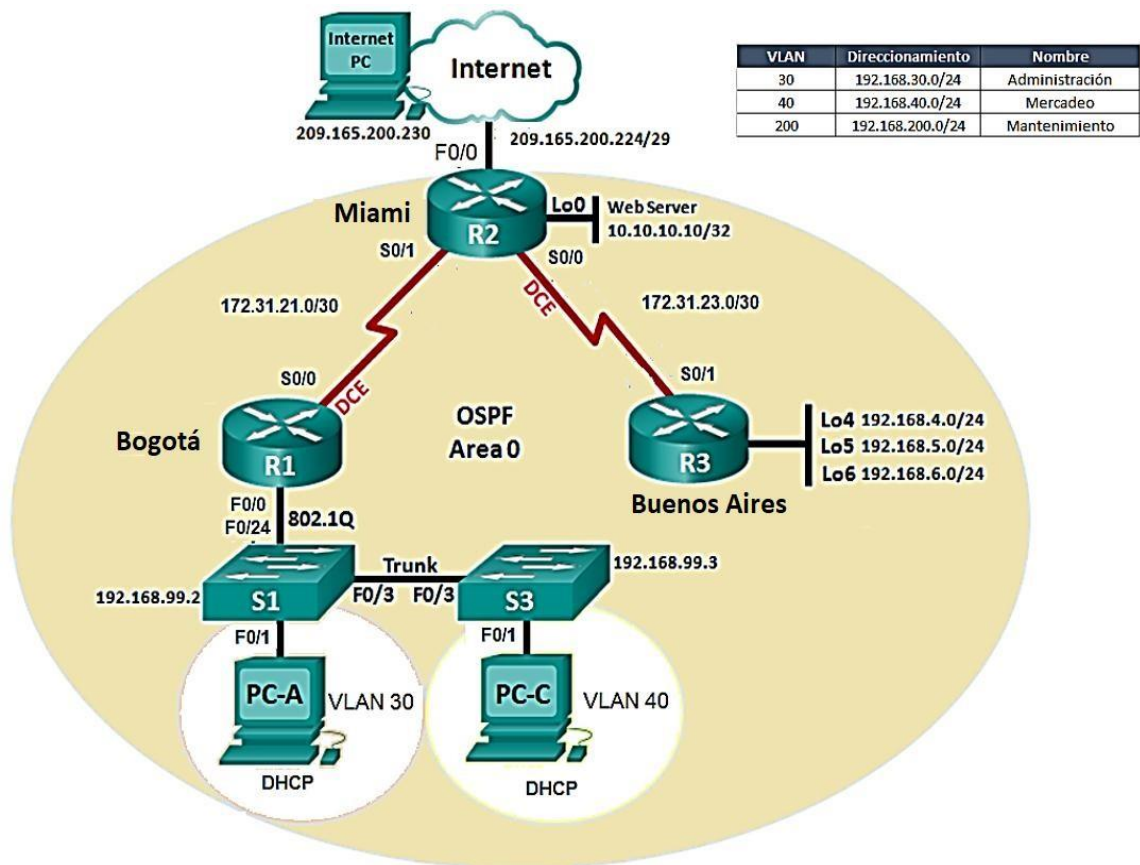 Internet
PC
Internet
209.165.200.230
209.165.200.224/29
F0/0
VLAN Direccionamiento Nombre
30 192.168.30.0/24 Administración
40 192.168.40.0/24 Mercadeo
200 192.168.200.0/24 Mantenimiento
Miami
R2
Lo0
Web Server
10.10.10.10/32
S0/1
S0/0
DCE
172.31.21.0/30
172.31.23.0/30
S0/0
DCE
S0/1
OSPF
Area 0
Bogotá
R1
R3
Buenos Aires
Lo4 192.168.4.0/24
Lo5 192.168.5.0/24
Lo6 192.168.6.0/24
F0/0
F0/24
802.1Q
Trunk
192.168.99.3
192.168.99.2
S1
F0/3
F0/3
S3
F0/1
F0/1
PC-A
VLAN 30
DHCP
PC-C
VLAN 40
DHCP